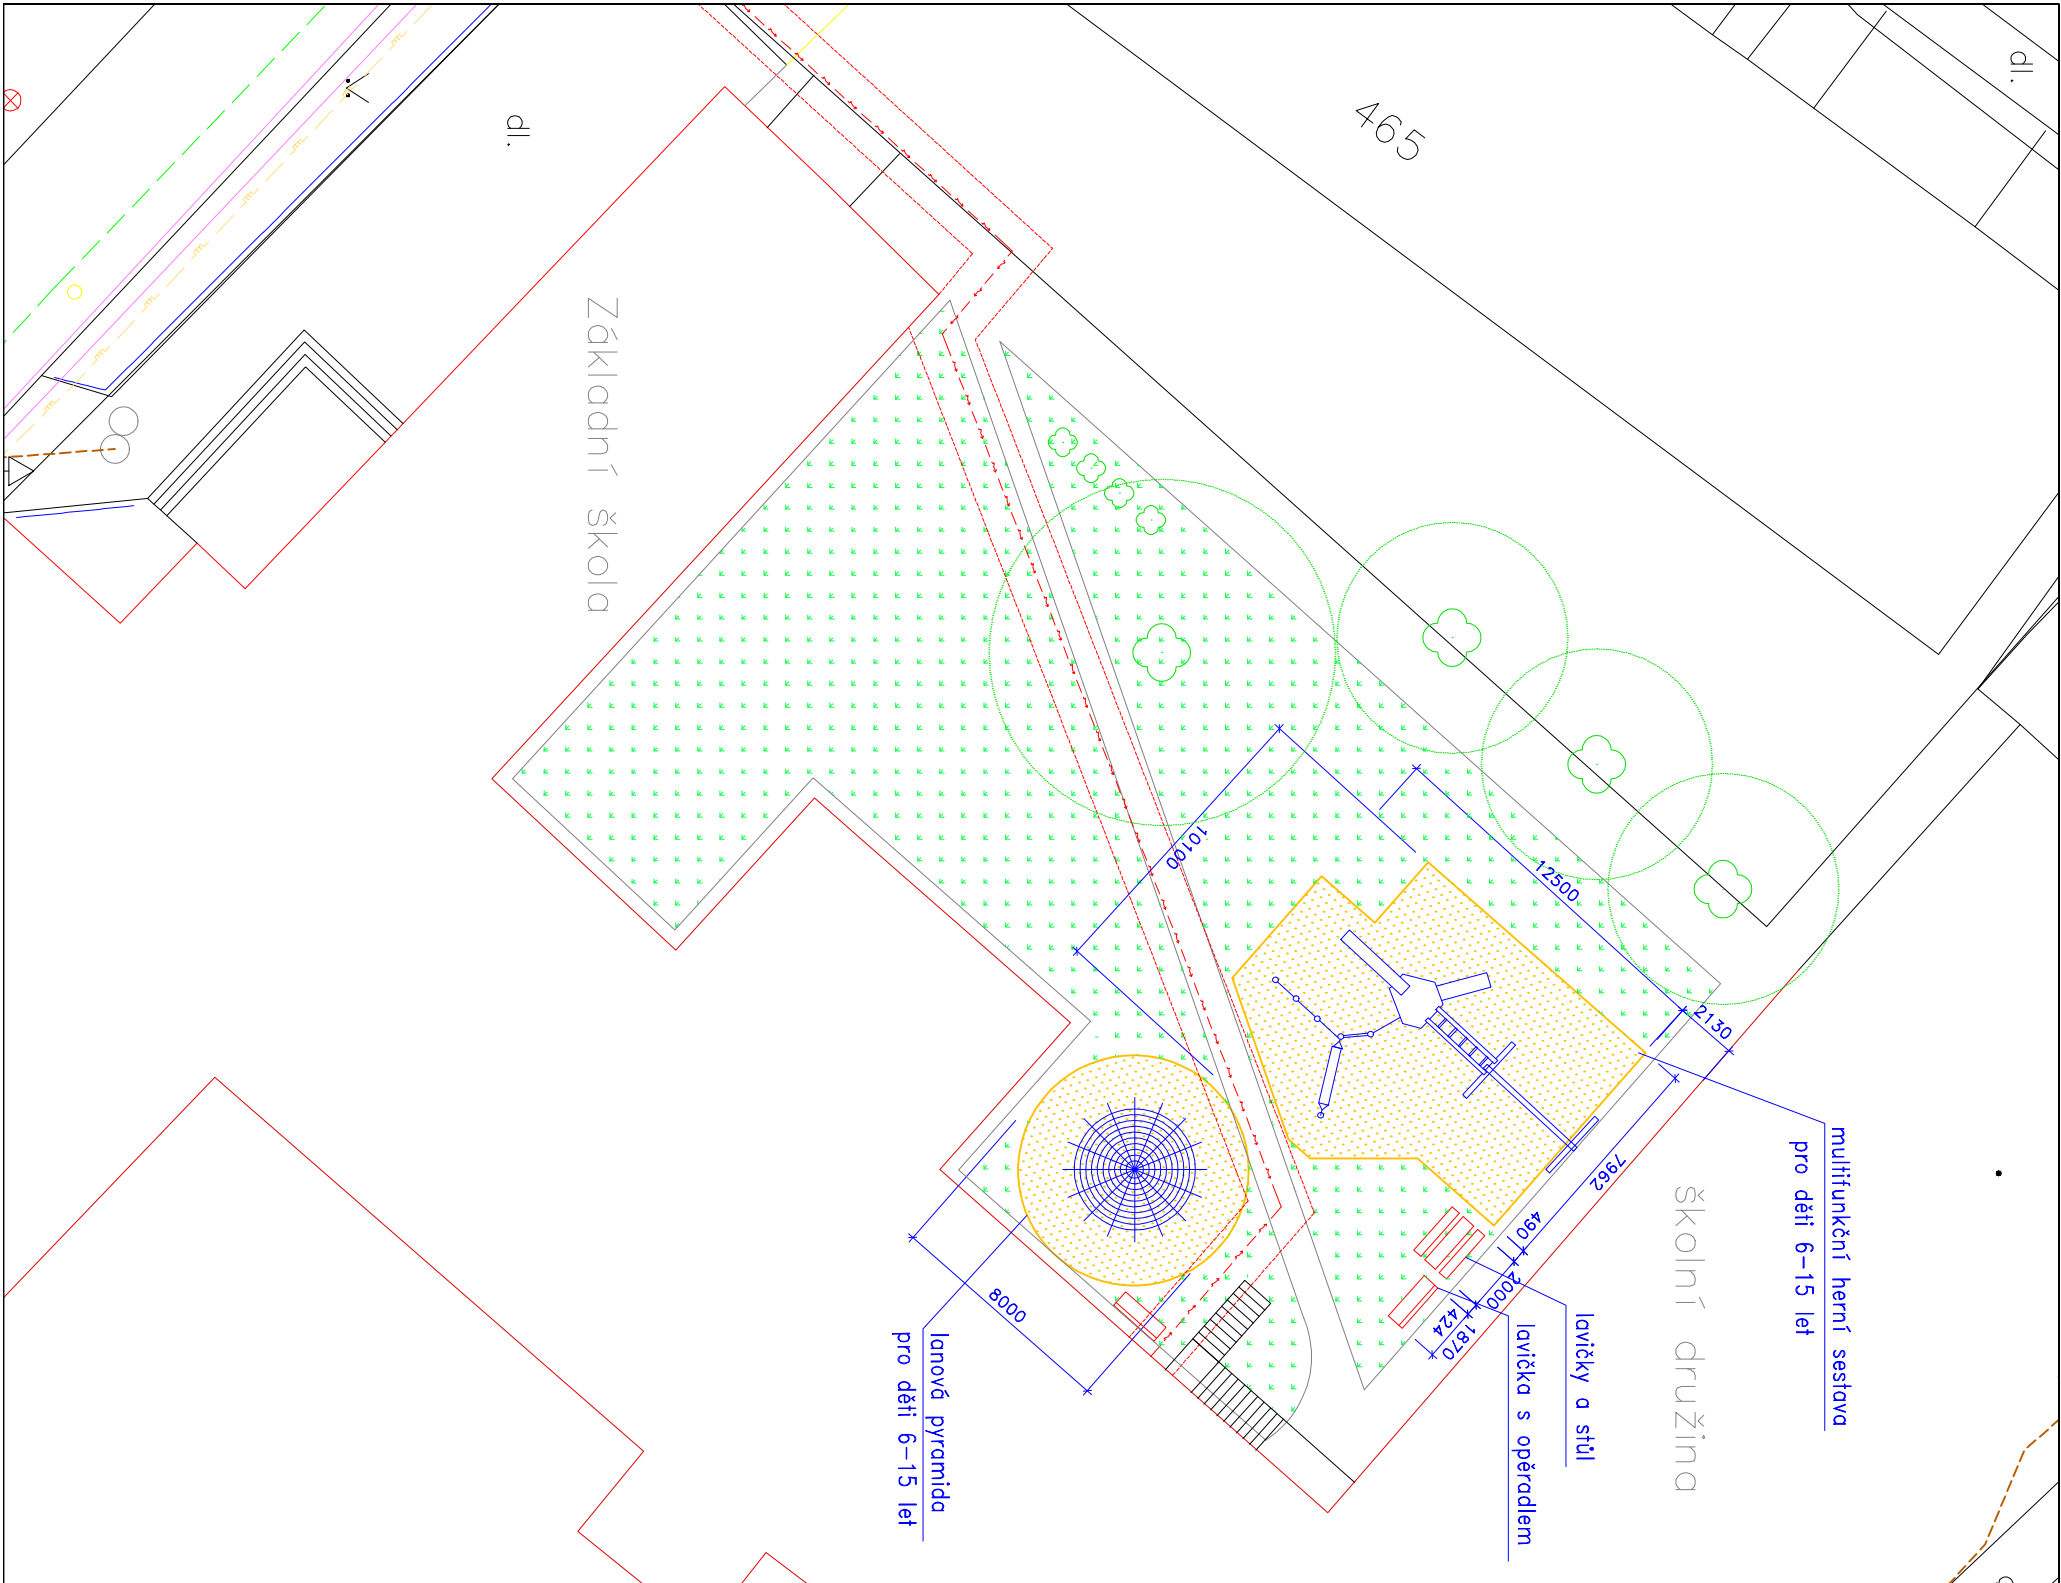 dl.
465
dl.
Základní škola
10100
12500
2130
7962
490
2000
424
1870
8000
multifunkční herní sestava
pro děti 6-15 let
Školní družina
lavičky a stůl
lavička s opěradlem
lanová pyramida
pro děti 6-15 let